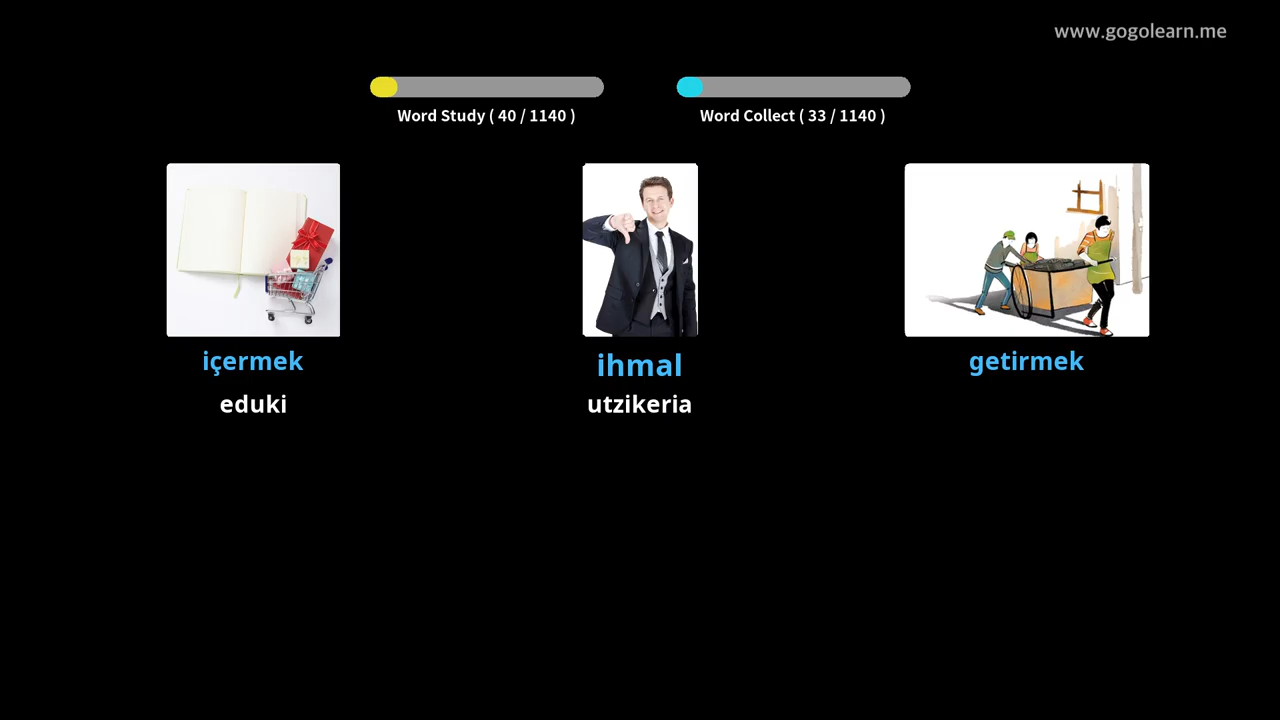 www.gogolearn.me
Word Study ( 40 / 1140 )
Word Collect ( 33 / 1140 )
içermek
ihmal
getirmek
eduki
utzikeria